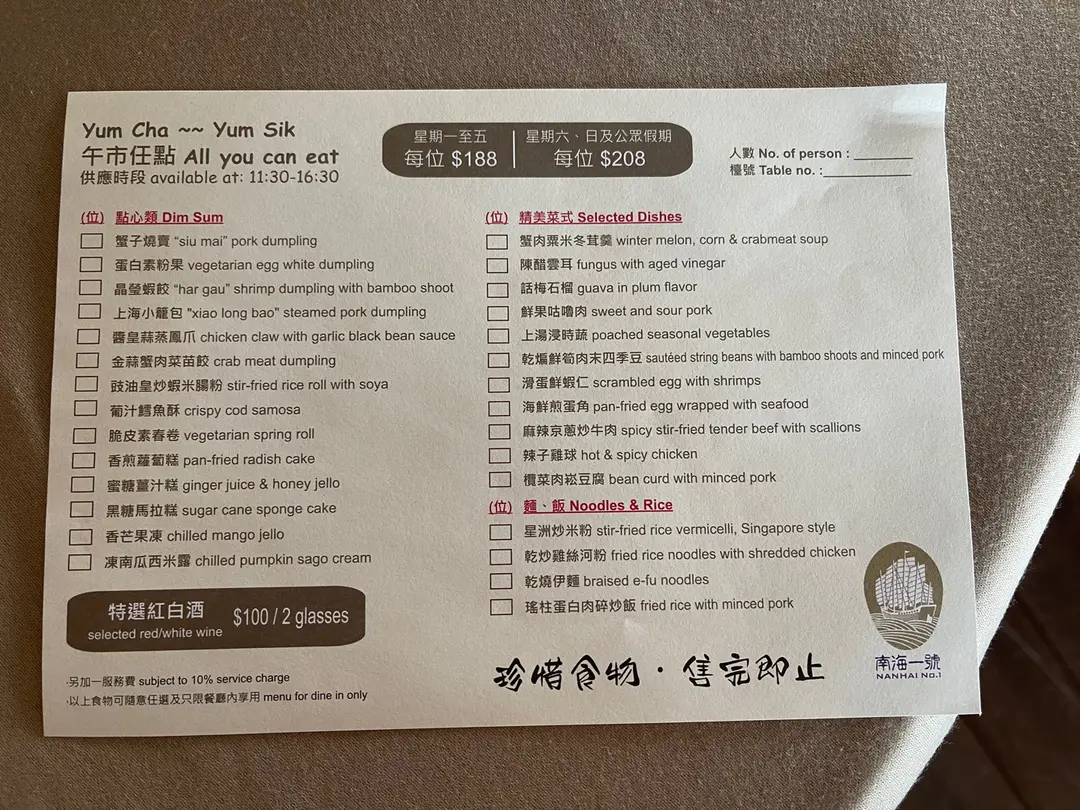 Yum Cha ~~ Yum Sik
午市任點 All you can eat
供應時段 available at: 11:30-16:30
星期一至五
每位 $188
星期六、日及公眾假期
每位 $208
人數 No. of person : ________
檯號 Table no. : ____________
(位) 點心類 Dim Sum
蟹子燒賣 “siu mai” pork dumpling
蛋白素粉果 vegetarian egg white dumpling
晶瑩蝦餃 “har gau” shrimp dumpling with bamboo shoot
上海小籠包 "xiao long bao" steamed pork dumpling
醬皇蒜蒸鳳爪 chicken claw with garlic black bean sauce
金蒜蟹肉菜苗餃 crab meat dumpling
豉油皇炒蝦米腸粉 stir-fried rice roll with soya
葡汁鱈魚酥 crispy cod samosa
脆皮素春卷 vegetarian spring roll
香煎蘿蔔糕 pan-fried radish cake
蜜糖薑汁糕 ginger juice & honey jello
黑糖馬拉糕 sugar cane sponge cake
香芒果凍 chilled mango jello
凍南瓜西米露 chilled pumpkin sago cream
特選紅白酒
selected red/white wine
$100 / 2 glasses
·另加一服務費 subject to 10% service charge
·以上食物可隨意任選及只限餐廳內享用 menu for dine in only
(位) 精美菜式 Selected Dishes
蟹肉粟米冬茸羹 winter melon, corn & crabmeat soup
陳醋雲耳 fungus with aged vinegar
話梅石榴 guava in plum flavor
鮮果咕嚕肉 sweet and sour pork
上湯浸時蔬 poached seasonal vegetables
乾煸鮮筍肉末四季豆 sautéed string beans with bamboo shoots and minced pork
滑蛋鮮蝦仁 scrambled egg with shrimps
海鮮煎蛋角 pan-fried egg wrapped with seafood
麻辣京蔥炒牛肉 spicy stir-fried tender beef with scallions
辣子雞球 hot & spicy chicken
欖菜肉崧豆腐 bean curd with minced pork
(位) 麵、飯 Noodles & Rice
星洲炒米粉 stir-fried rice vermicelli, Singapore style
乾炒雞絲河粉 fried rice noodles with shredded chicken
乾燒伊麵 braised e-fu noodles
瑤柱蛋白肉碎炒飯 fried rice with minced pork
珍惜食物·售完即止
南海一號
NANHAI No.1